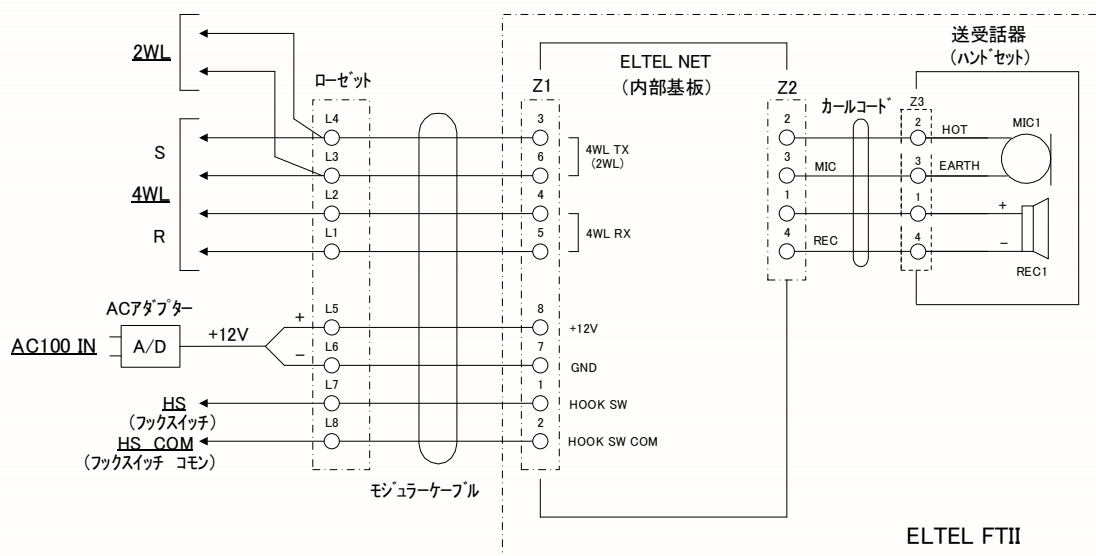 2WL
S
4WL
R
ACアダプター
AC100 IN
A/D
+12V
HS
(フックスイッチ)
HS COM
(フックスイッチ コモン)
ローゼット
L4
L3
L2
L1
L5
+
L6
−
L7
L8
モジュラーケーブル
ELTEL NET
(内部基板)
Z1
3
6
4
5
8
7
1
2
4WL TX
(2WL)
4WL RX
+12V
GND
HOOK SW
HOOK SW COM
Z2
2
3
1
4
MIC
REC
カールコード
送受話器
(ハンドセット)
Z3
2
3
1
4
HOT
EARTH
+
−
MIC1
REC1
ELTEL FTII